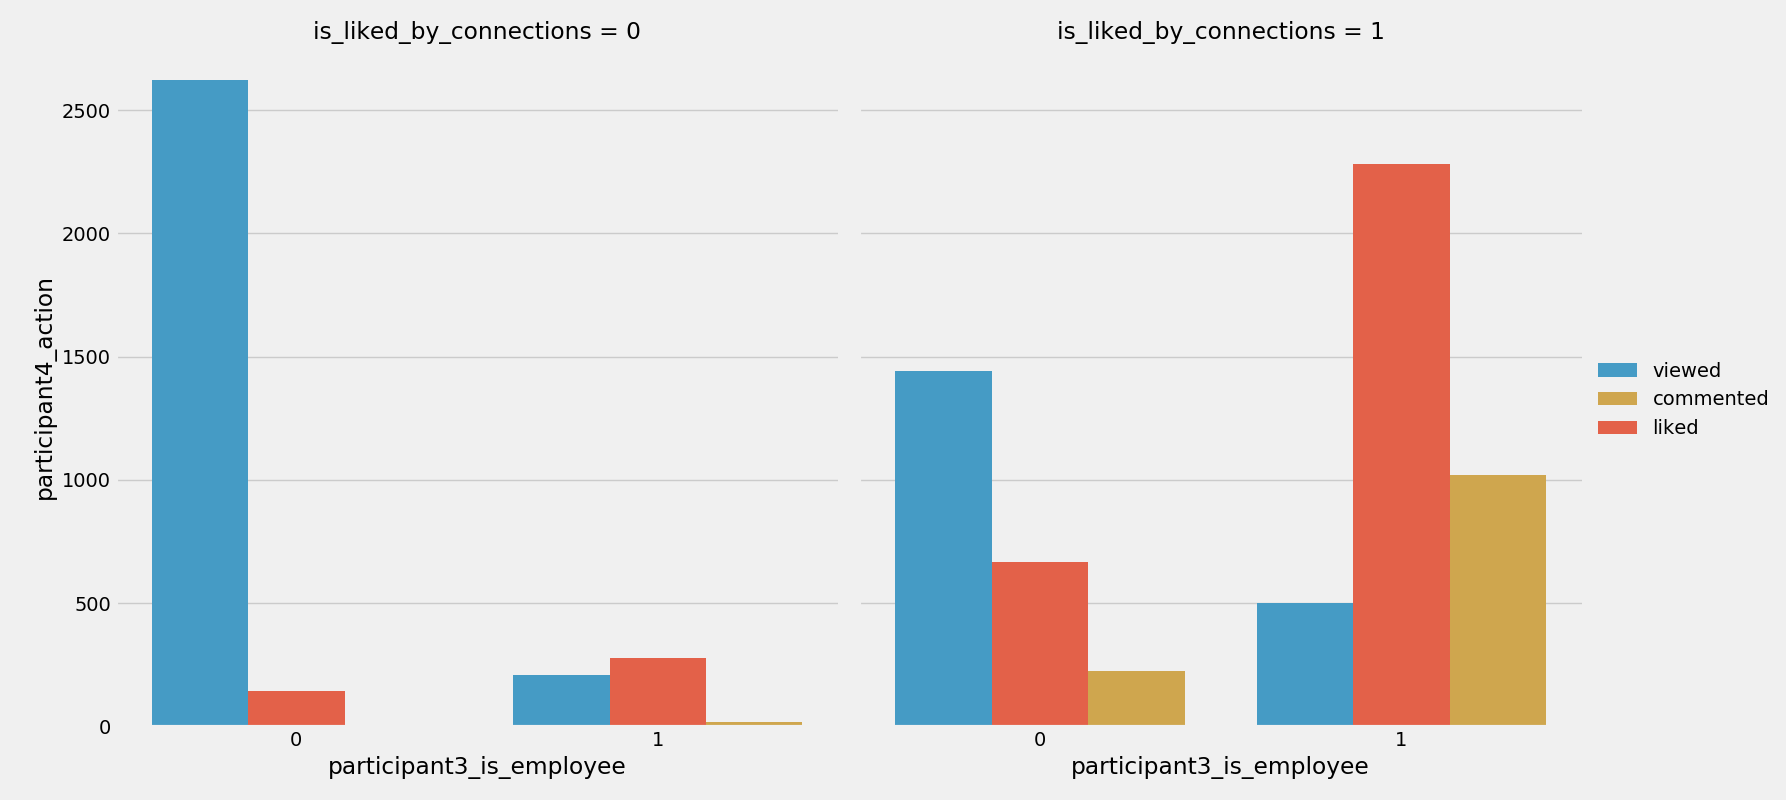 is_liked_by_connections = 0
is_liked_by_connections = 1
participant4_action
2500
2000
1500
1000
500
0
0
1
0
1
participant3_is_employee
participant3_is_employee
viewed
commented
liked